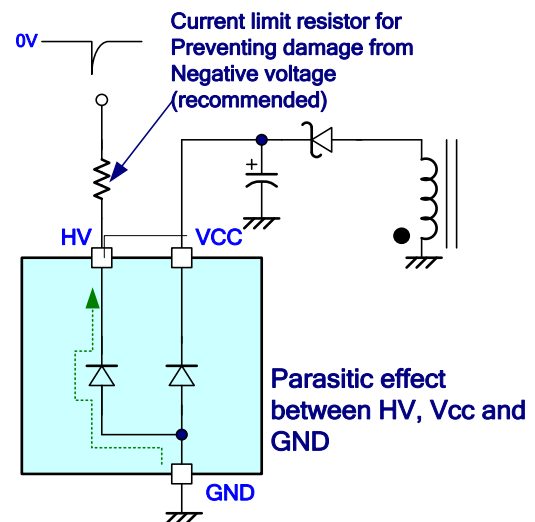 Current limit resistor for
Preventing damage from
Negative voltage
(recommended)
0V
+
HV
VCC
Parasitic effect
between HV, Vcc and
GND
GND